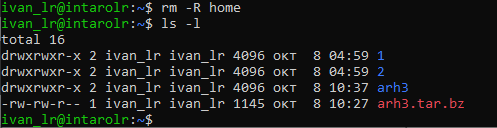 ivan_lr@intarolr:~$ rm -R home
ivan_lr@intarolr:~$ ls -l
total 16
drwxrwxr-x 2 ivan_lr ivan_lr 4096 окт  8 04:59 1
drwxrwxr-x 2 ivan_lr ivan_lr 4096 окт  8 04:59 2
drwxrwxr-x 2 ivan_lr ivan_lr 4096 окт  8 10:37 arh3
-rw-rw-r-- 1 ivan_lr ivan_lr 1145 окт  8 10:27 arh3.tar.bz
ivan_lr@intarolr:~$